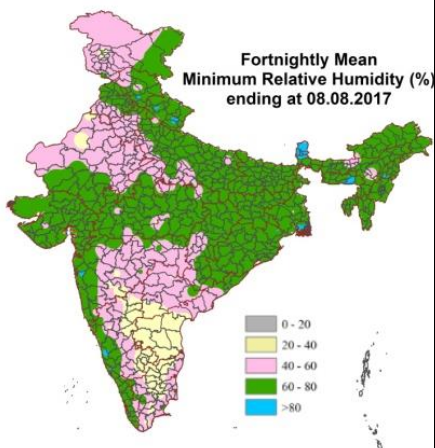 Fortnightly Mean
Minimum Relative Humidity (%)
ending at 08.08.2017
0 - 20
20 - 40
40 - 60
60 - 80
>80